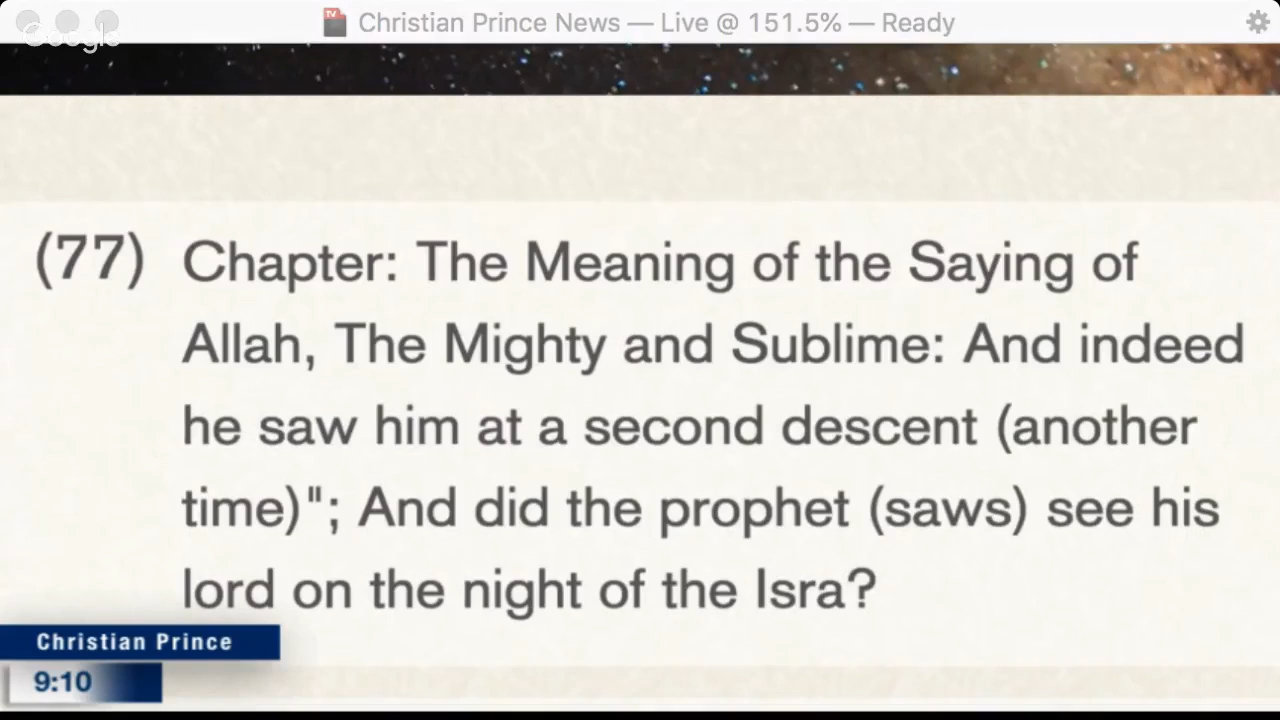 Christian Prince News — Live @ 151.5% — Ready
Google
(77) Chapter: The Meaning of the Saying of
Allah, The Mighty and Sublime: And indeed
he saw him at a second descent (another
time)"; And did the prophet (saws) see his
lord on the night of the Isra?
Christian Prince
9:10